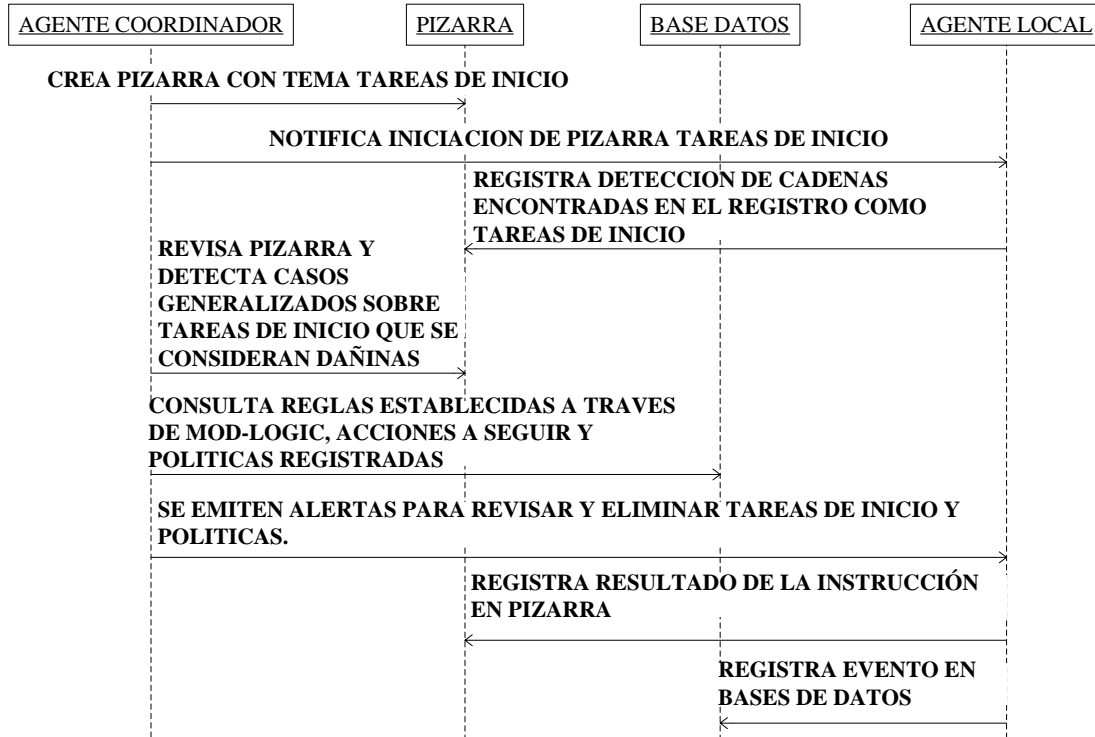 AGENTE COORDINADOR
PIZARRA
BASE DATOS
AGENTE LOCAL
CREA PIZARRA CON TEMA TAREAS DE INICIO
NOTIFICA INICIACION DE PIZARRA TAREAS DE INICIO
REGISTRA DETECCION DE CADENAS
ENCONTRADAS EN EL REGISTRO COMO
TAREAS DE INICIO
REVISA PIZARRA Y
DETECTA CASOS
GENERALIZADOS SOBRE
TAREAS DE INICIO QUE SE
CONSIDERAN DAÑINAS
CONSULTA REGLAS ESTABLECIDAS A TRAVES
DE MOD-LOGIC, ACCIONES A SEGUIR Y
POLITICAS REGISTRADAS
SE EMITEN ALERTAS PARA REVISAR Y ELIMINAR TAREAS DE INICIO Y
POLITICAS.
REGISTRA RESULTADO DE LA INSTRUCCIÓN
EN PIZARRA
REGISTRA EVENTO EN
BASES DE DATOS